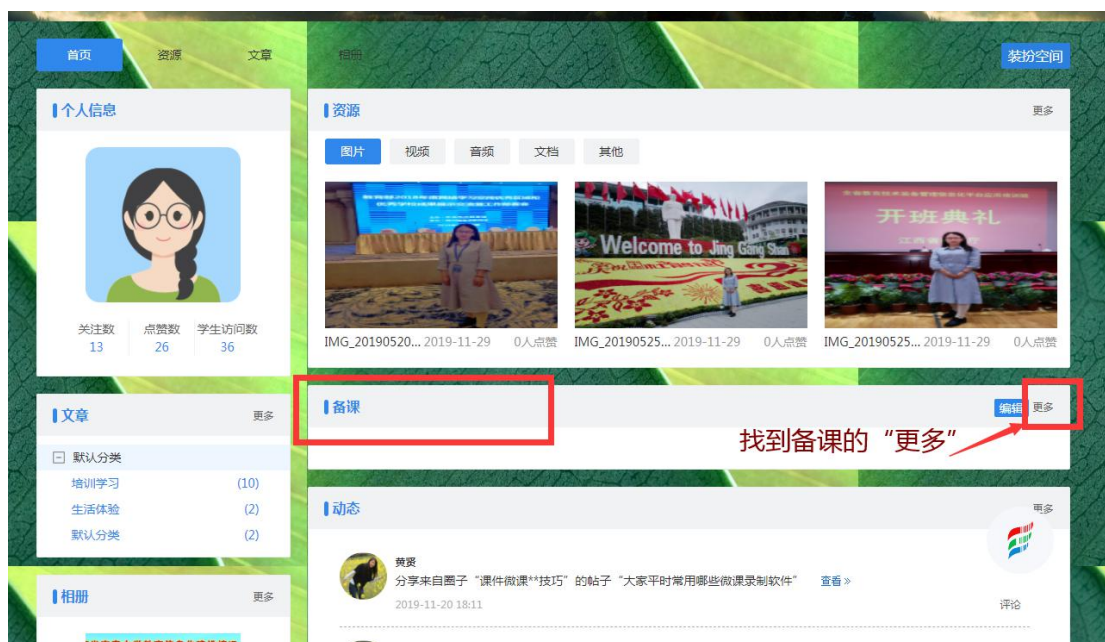 首页 资源 文章 相册 装扮空间
个人信息
关注数 点赞数 学生访问数
13 26 36
资源 更多
图片 视频 音频 文档 其他
Welcome to Jing Gang Shan
开班典礼
IMG_20190520... 2019-11-29 0人点赞 IMG_20190525... 2019-11-29 0人点赞 IMG_20190525... 2019-11-29 0人点赞
文章 更多
默认分类
培训学习 (10)
生活体验 (2)
默认分类 (2)
备课 编辑 更多
找到备课的“更多”
动态 更多
黄贤
分享来自圈子“课件微课**技巧”的帖子“大家平时常用哪些微课录制软件” 查看»
2019-11-20 18:11 评论
相册 更多